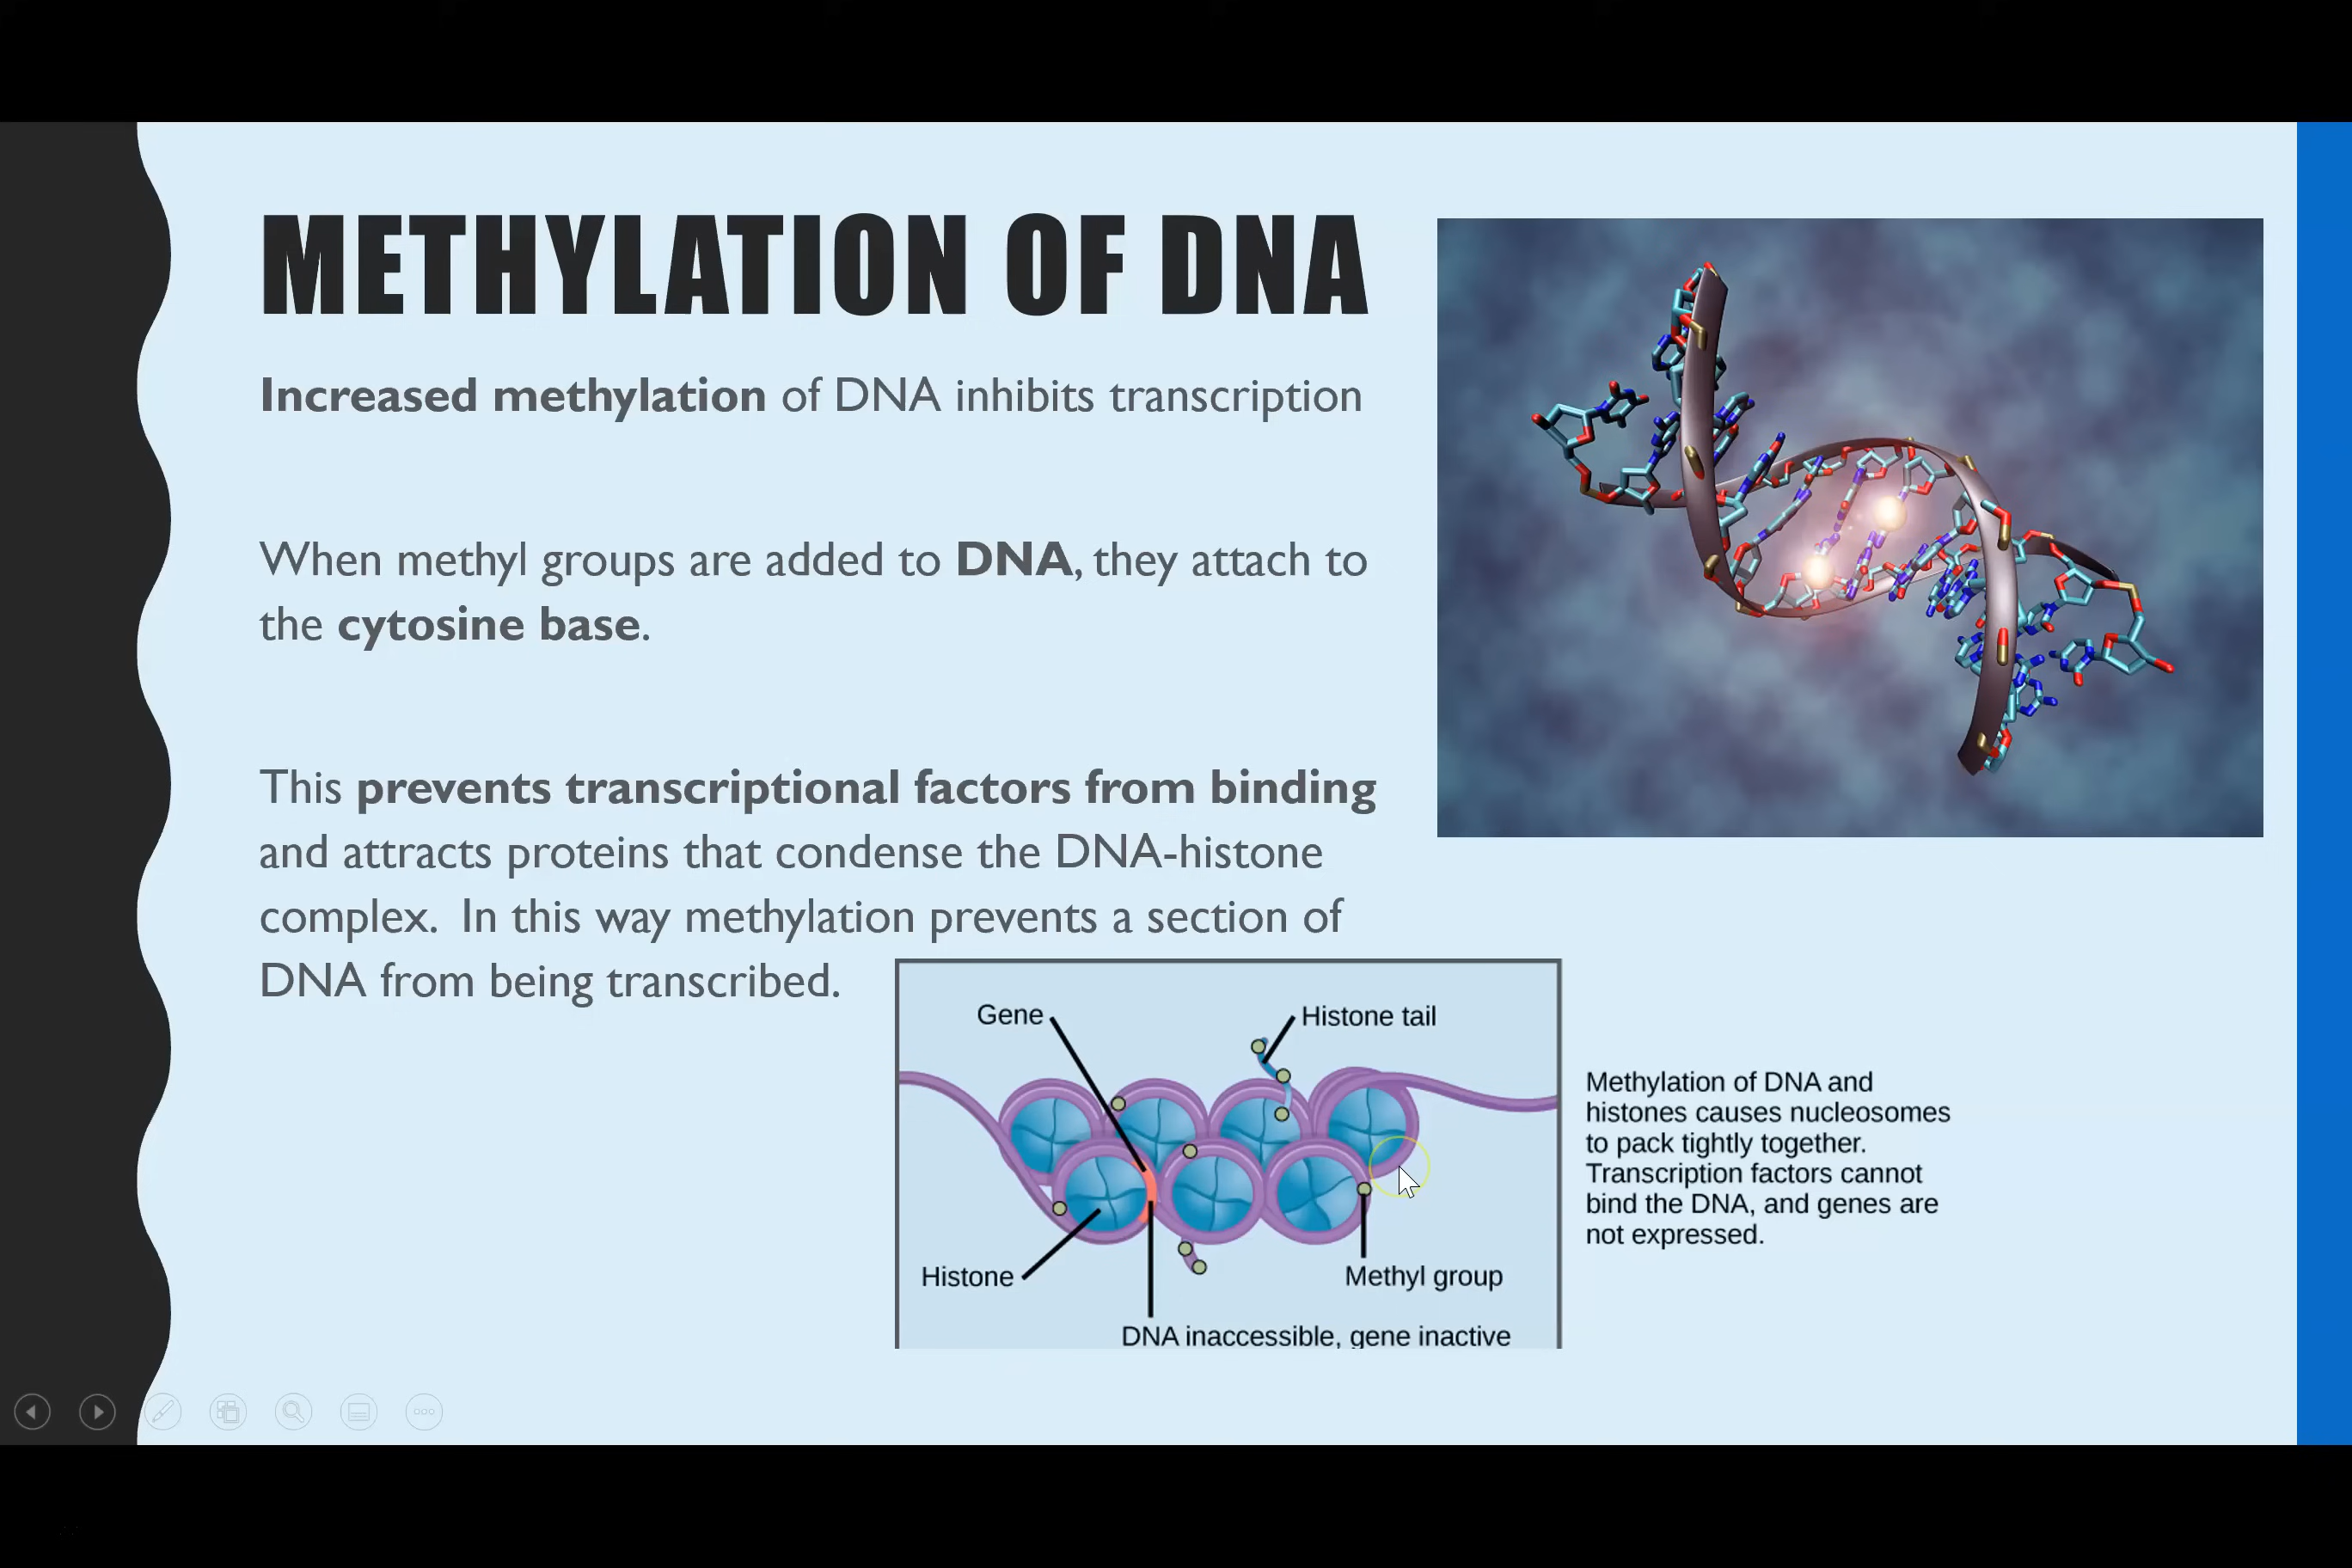 METHYLATION OF DNA
Increased methylation of DNA inhibits transcription
When methyl groups are added to DNA, they attach to
the cytosine base.
This prevents transcriptional factors from binding
and attracts proteins that condense the DNA-histone
complex. In this way methylation prevents a section of
DNA from being transcribed.
Gene
Histone tail
Histone
Methyl group
DNA inaccessible, gene inactive
Methylation of DNA and
histones causes nucleosomes
to pack tightly together.
Transcription factors cannot
bind the DNA, and genes are
not expressed.